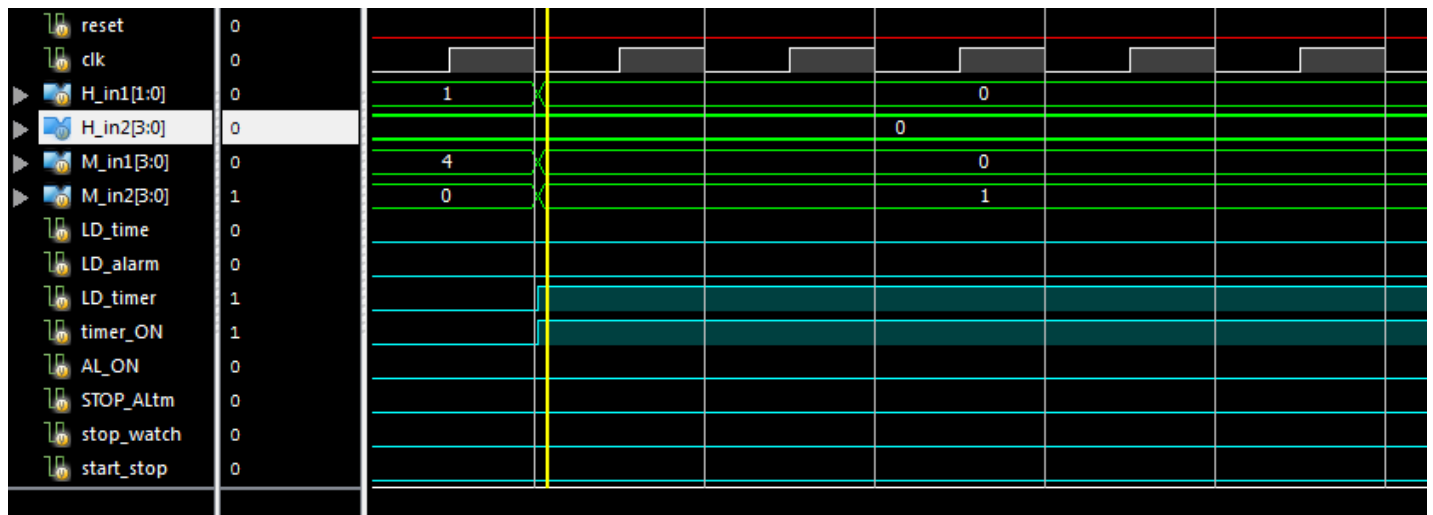 reset 0
clk 0
H_in1[1:0] 0 1 0
H_in2[3:0] 0 0
M_in1[3:0] 0 4 0
M_in2[3:0] 1 0 1
LD_time 0
LD_alarm 0
LD_timer 1
timer_ON 1
AL_ON 0
STOP_ALtm 0
stop_watch 0
start_stop 0